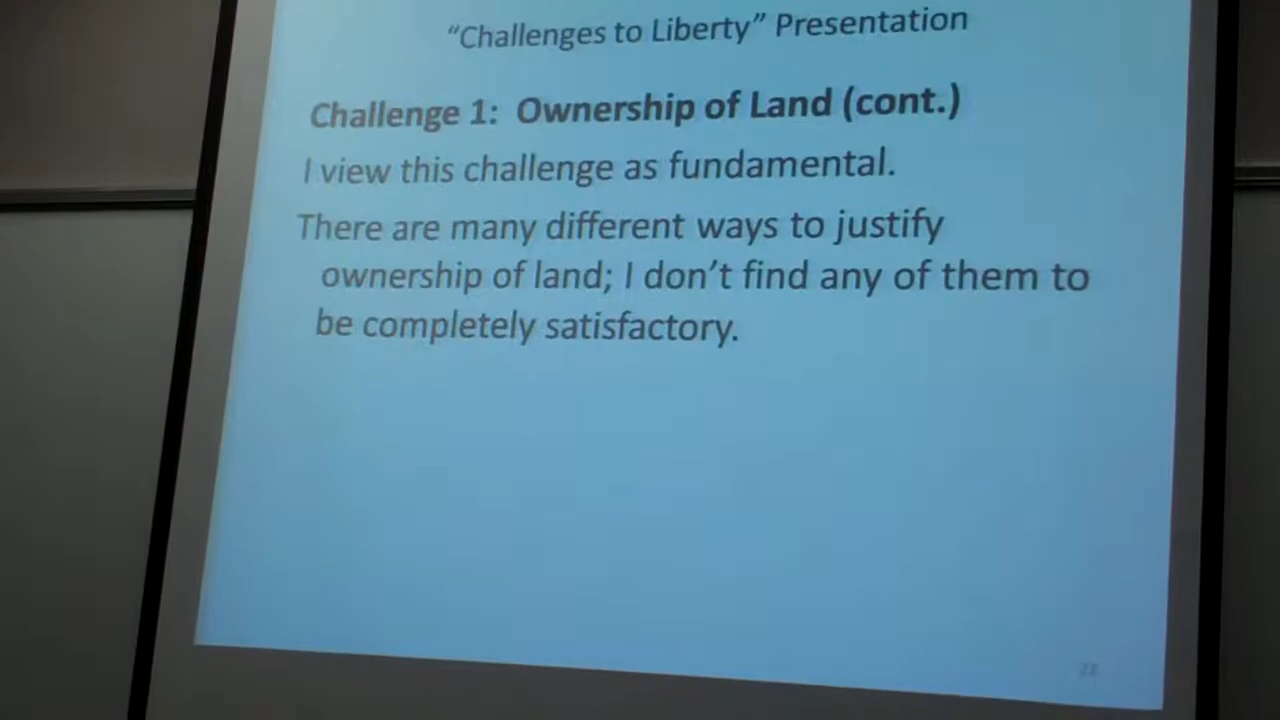 “Challenges to Liberty” Presentation
Challenge 1: Ownership of Land (cont.)
I view this challenge as fundamental.
There are many different ways to justify
ownership of land; I don’t find any of them to
be completely satisfactory.